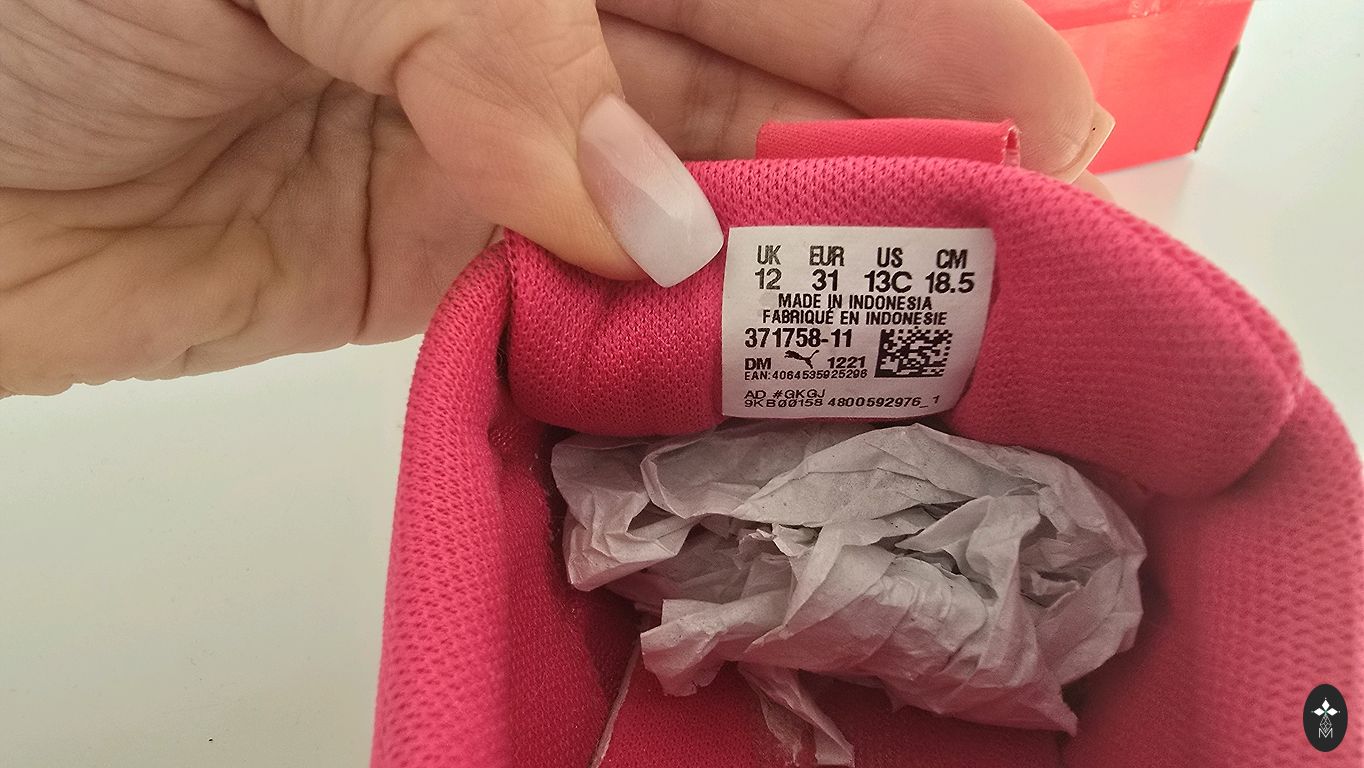 UK EUR US CM
12 31 13C 18.5
MADE IN INDONESIA
FABRIQUÉ EN INDONESIE
371758-11
DM 1221
EAN:4064535925296
AD #GKGJ
9KB00158 4800592976_1
M